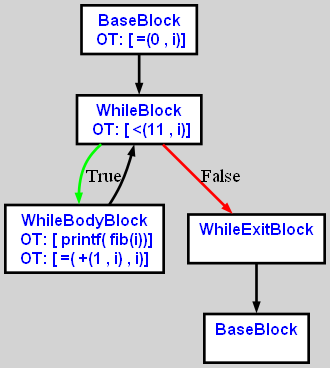 BaseBlock
OT: [ =(0 , i)]
WhileBlock
OT: [ <(11 , i)]
True
False
WhileBodyBlock
OT: [ printf( fib(i))]
OT: [ =( +(1 , i) , i)]
WhileExitBlock
BaseBlock